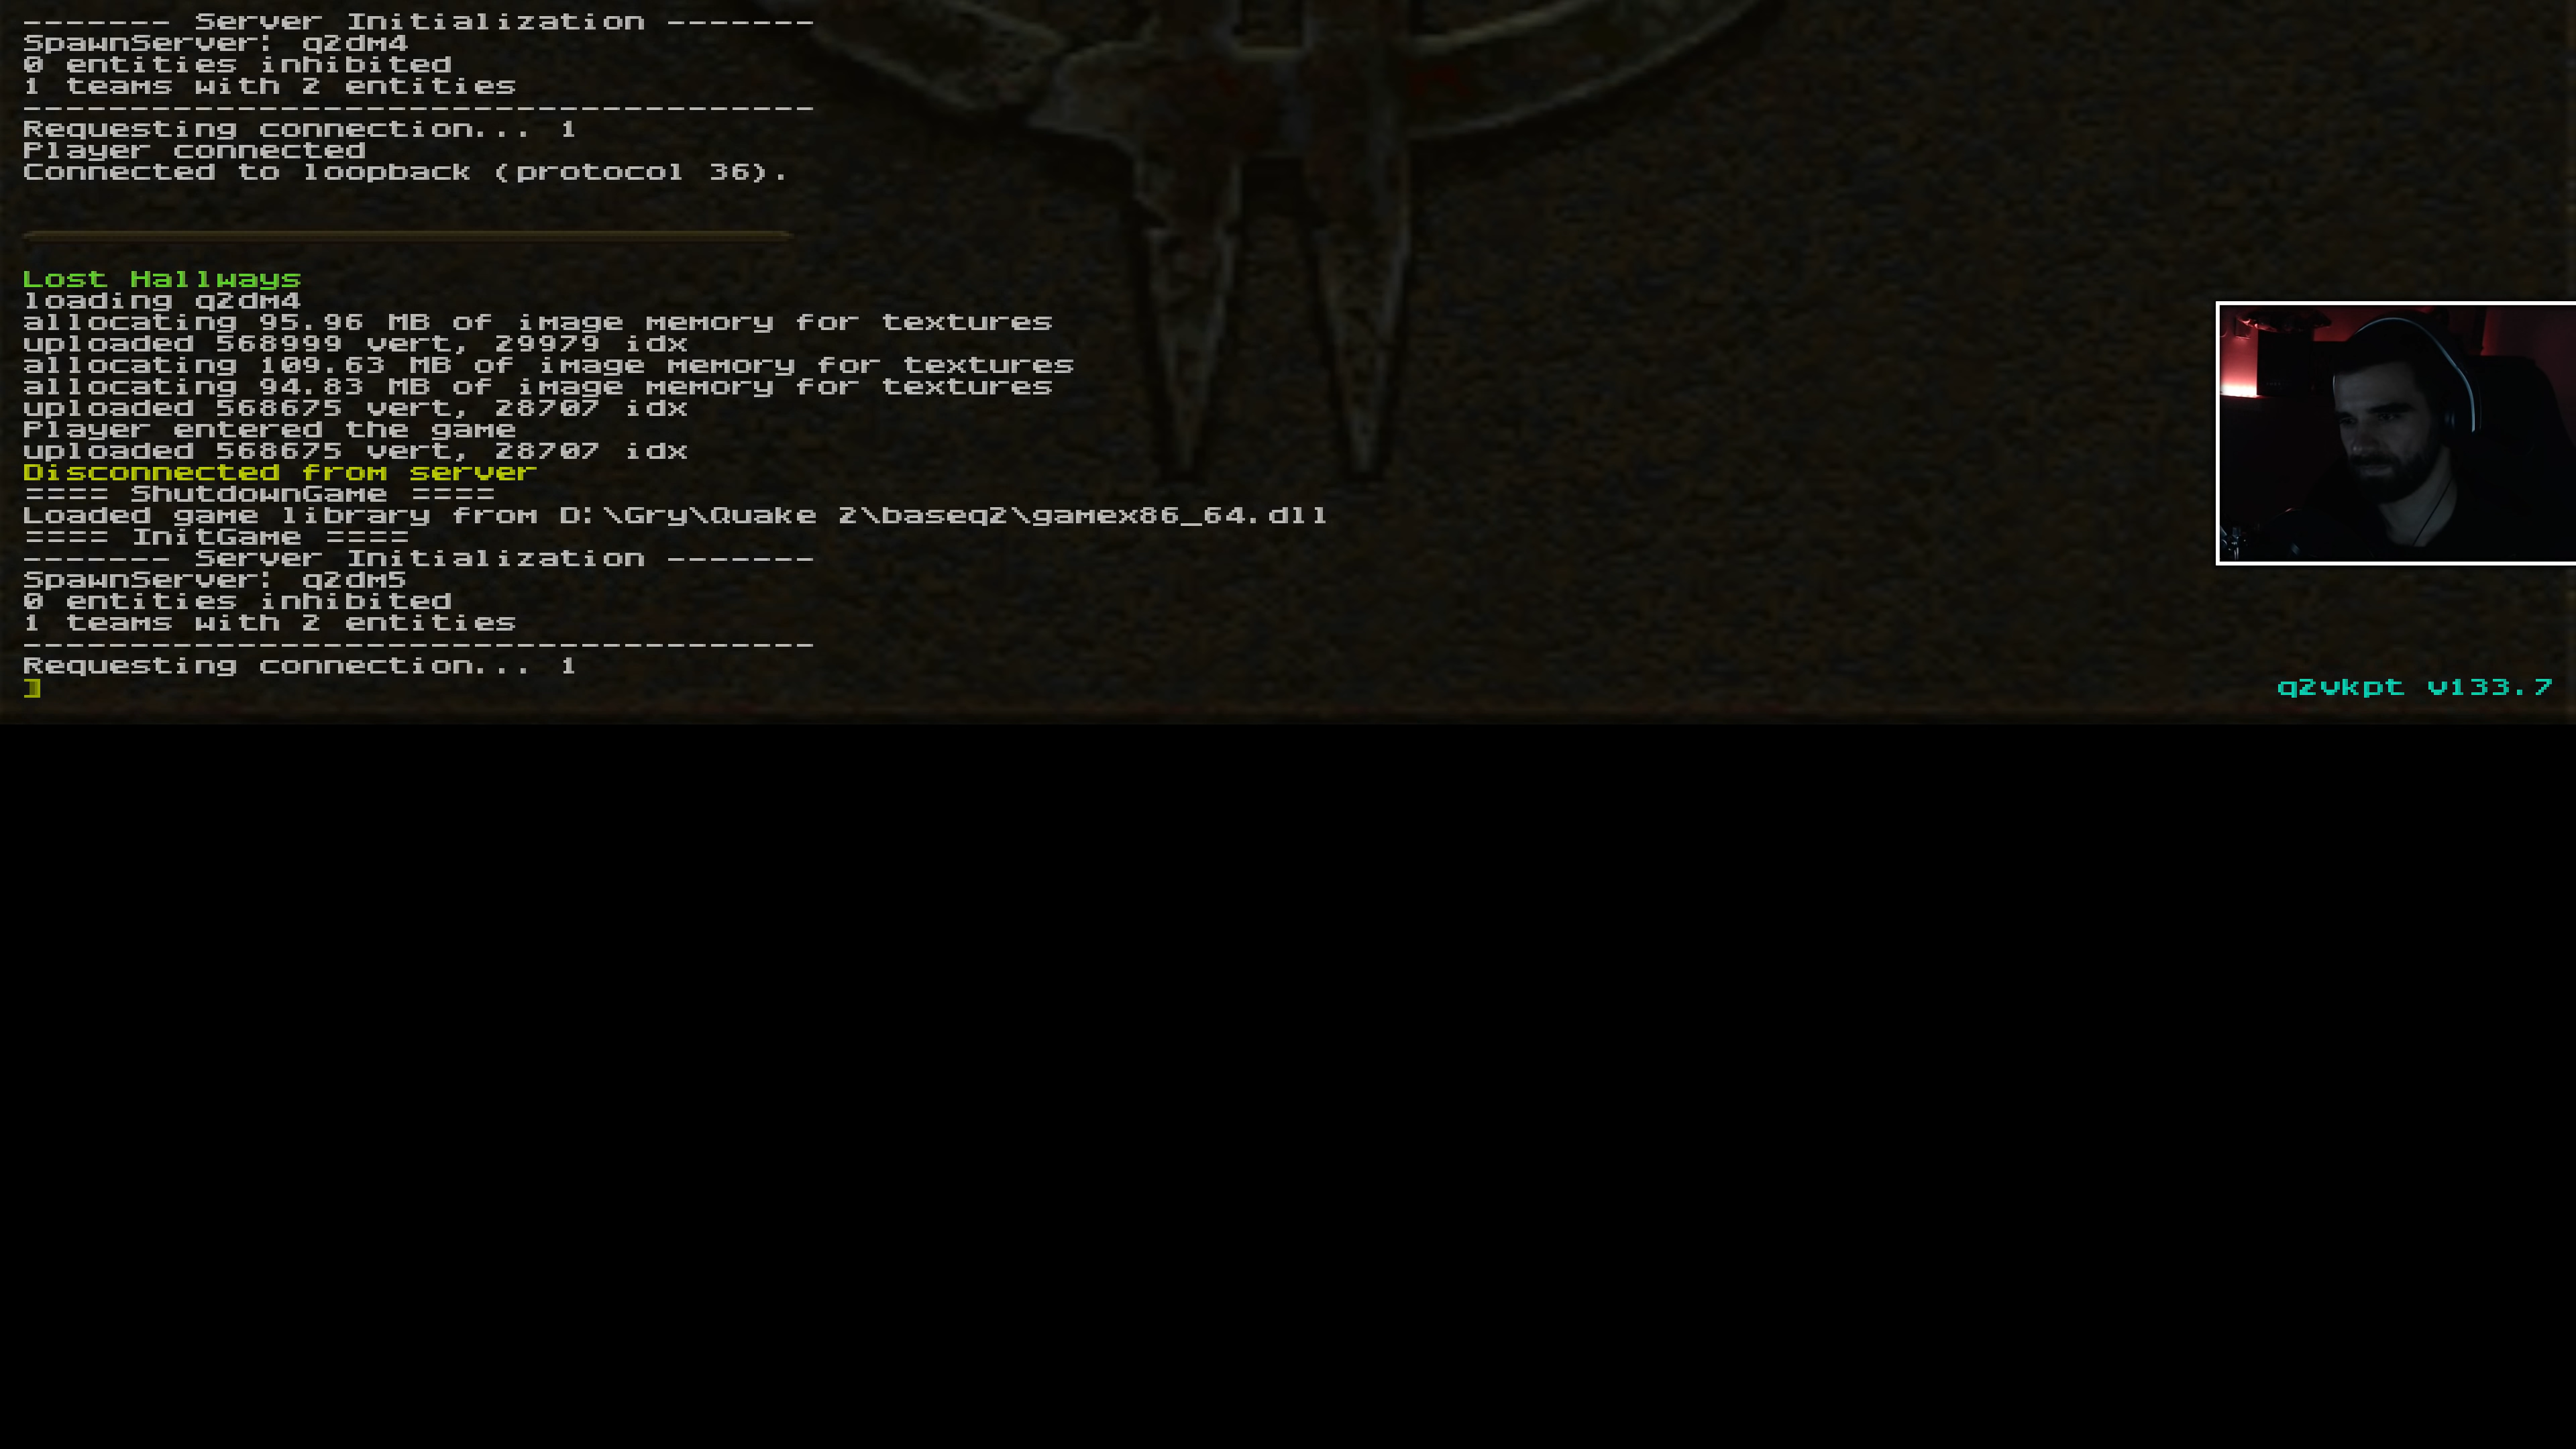 ------- Server Initialization -------
SpawnServer: q2dm4
0 entities inhibited
1 teams with 2 entities
-------------------------------------
Requesting connection... 1
Player connected
Connected to loopback (protocol 36).
Lost Hallways
loading q2dm4
allocating 95.96 MB of image memory for textures
uploaded 568999 vert, 29979 idx
allocating 109.63 MB of image memory for textures
allocating 94.83 MB of image memory for textures
uploaded 568675 vert, 28707 idx
Player entered the game
uploaded 568675 vert, 28707 idx
Disconnected from server
==== ShutdownGame ====
Loaded game library from D:\Gry\Quake 2\baseq2\gamex86_64.dll
==== InitGame ====
------- Server Initialization -------
SpawnServer: q2dm5
0 entities inhibited
1 teams with 2 entities
-------------------------------------
Requesting connection... 1
]
q2vkpt v133.7